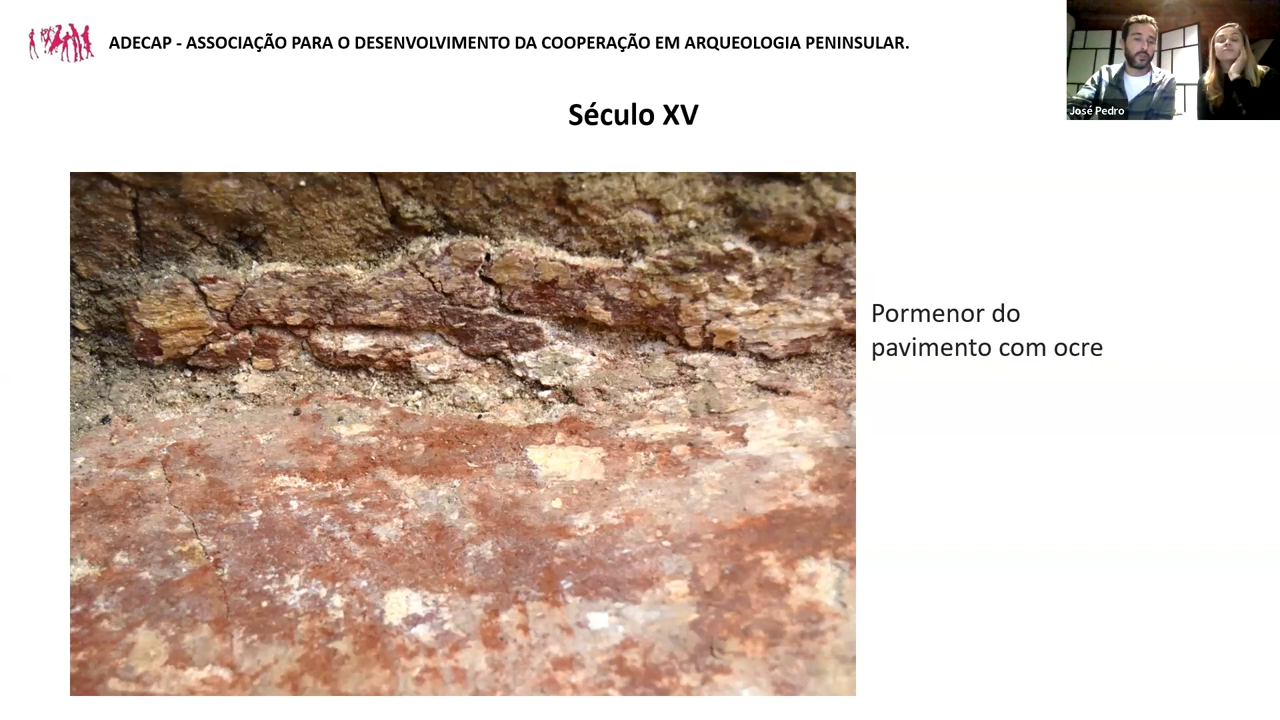 ADECAP - ASSOCIAÇÃO PARA O DESENVOLVIMENTO DA COOPERAÇÃO EM ARQUEOLOGIA PENINSULAR.
José Pedro
Século XV
Pormenor do
pavimento com ocre